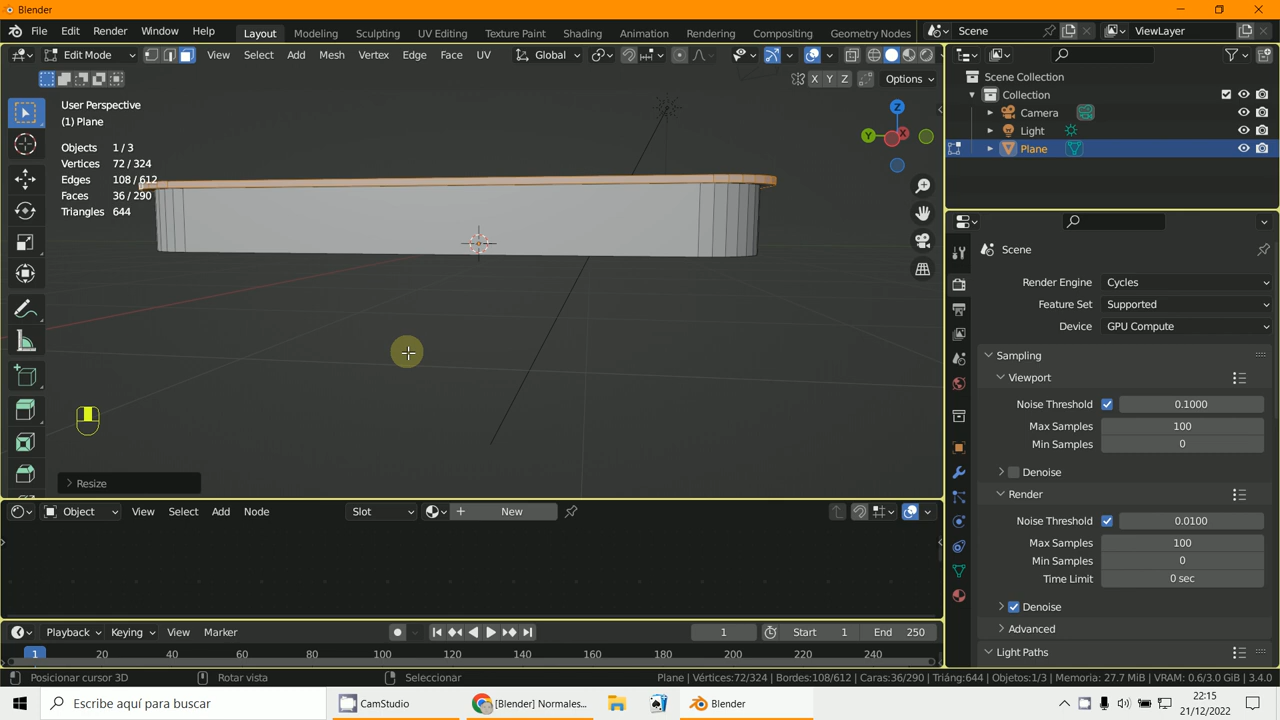 Blender
File Edit Render Window Help
Layout Modeling Sculpting UV Editing Texture Paint Shading Animation Rendering Compositing Geometry Nodes
Scene
ViewLayer
Edit Mode
View Select Add Mesh Vertex Edge Face UV
Global
X Y Z Options
User Perspective
(1) Plane
Objects 1 / 3
Vertices 72 / 324
Edges 108 / 612
Faces 36 / 290
Triangles 644
Z
Y
X
Resize
Scene Collection
Collection
Camera
Light
Plane
Scene
Render Engine Cycles
Feature Set Supported
Device GPU Compute
Sampling
Viewport
Noise Threshold 0.1000
Max Samples 100
Min Samples 0
Denoise
Render
Noise Threshold 0.0100
Max Samples 100
Min Samples 0
Time Limit 0 sec
Denoise
Advanced
Light Paths
Object View Select Add Node Slot New
Playback Keying View Marker
1 Start 1 End 250
1 20 40 60 80 100 120 140 160 180 200 220 240
Posicionar cursor 3D Rotar vista Seleccionar
Plane | Vértices:72/324 | Bordes:108/612 | Caras:36/290 | Triáng:644 | Objetos:1/3 | Memoria: 27.7 MiB | VRAM: 0.6/3.0 GiB | 3.4.0
Escribe aquí para buscar
CamStudio
[Blender] Normales...
Blender
22:15
21/12/2022